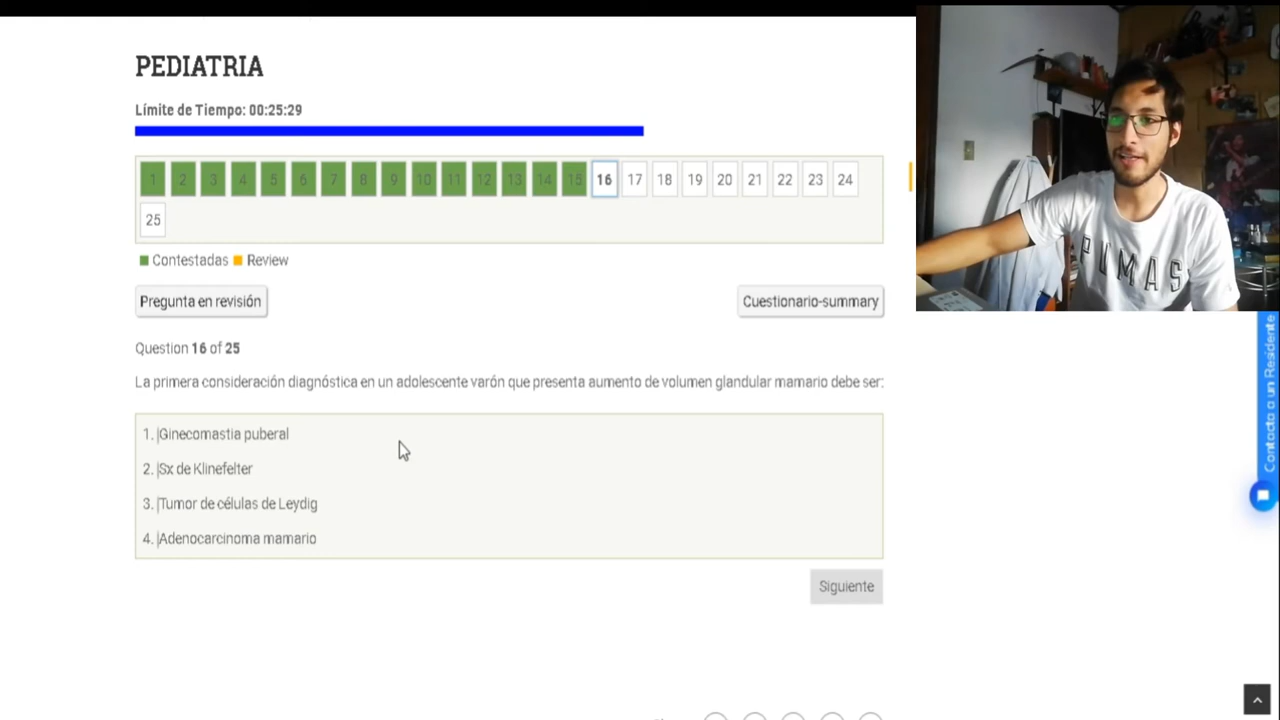 PEDIATRIA
Límite de Tiempo: 00:25:29
1 2 3 4 5 6 7 8 9 10 11 12 13 14 15 16 17 18 19 20 21 22 23 24
25
Contestadas Review
Pregunta en revisión
Cuestionario-summary
Question 16 of 25
La primera consideración diagnóstica en un adolescente varón que presenta aumento de volumen glandular mamario debe ser:
1. Ginecomastia puberal
2. Sx de Klinefelter
3. Tumor de células de Leydig
4. Adenocarcinoma mamario
Siguiente
PUMAS
Contacta a un Residente